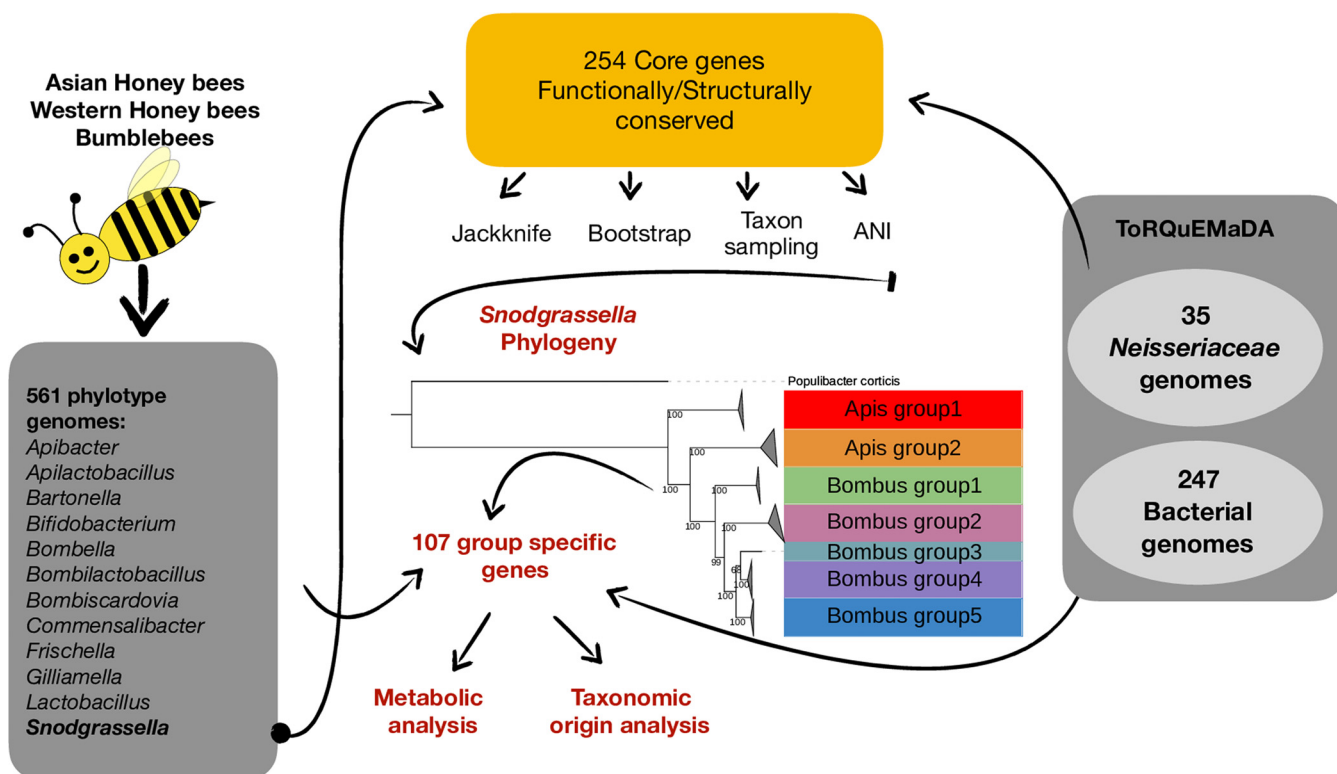 Asian Honey bees
Western Honey bees
Bumblebees
561 phylotype
genomes:
Apibacter
Apilactobacillus
Bartonella
Bifidobacterium
Bombella
Bombilactobacillus
Bombiscardovia
Commensalibacter
Frischella
Gilliamella
Lactobacillus
Snodgrassella
254 Core genes
Functionally/Structurally
conserved
Jackknife
Bootstrap
Taxon
sampling
ANI
Snodgrassella
Phylogeny
Populibacter corticis
100
Apis group1
100
Apis group2
100
100
Bombus group1
100
100
Bombus group2
99
Bombus group3
68
100
Bombus group4
100
100
Bombus group5
107 group specific
genes
Metabolic
analysis
Taxonomic
origin analysis
ToRQuEMaDA
35
Neisseriaceae
genomes
247
Bacterial
genomes